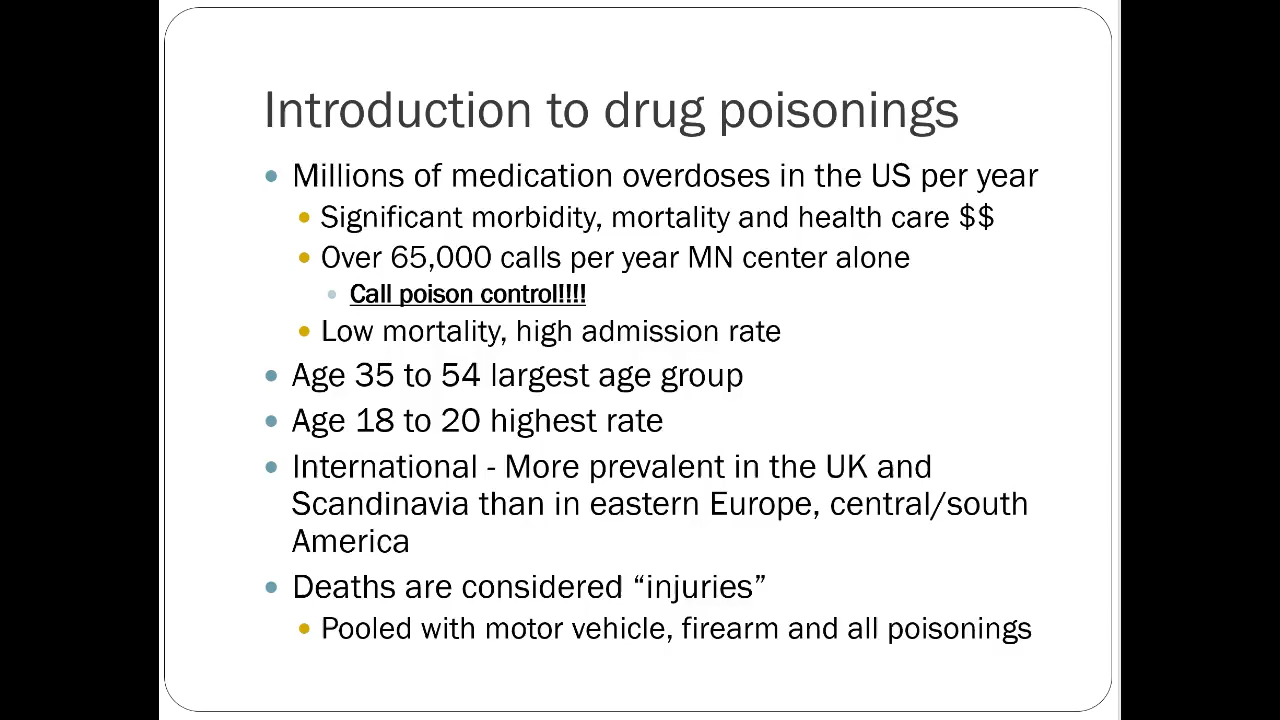 Introduction to drug poisonings
Millions of medication overdoses in the US per year
Significant morbidity, mortality and health care $$
Over 65,000 calls per year MN center alone
Call poison control!!!!
Low mortality, high admission rate
Age 35 to 54 largest age group
Age 18 to 20 highest rate
International - More prevalent in the UK and
Scandinavia than in eastern Europe, central/south
America
Deaths are considered “injuries”
Pooled with motor vehicle, firearm and all poisonings